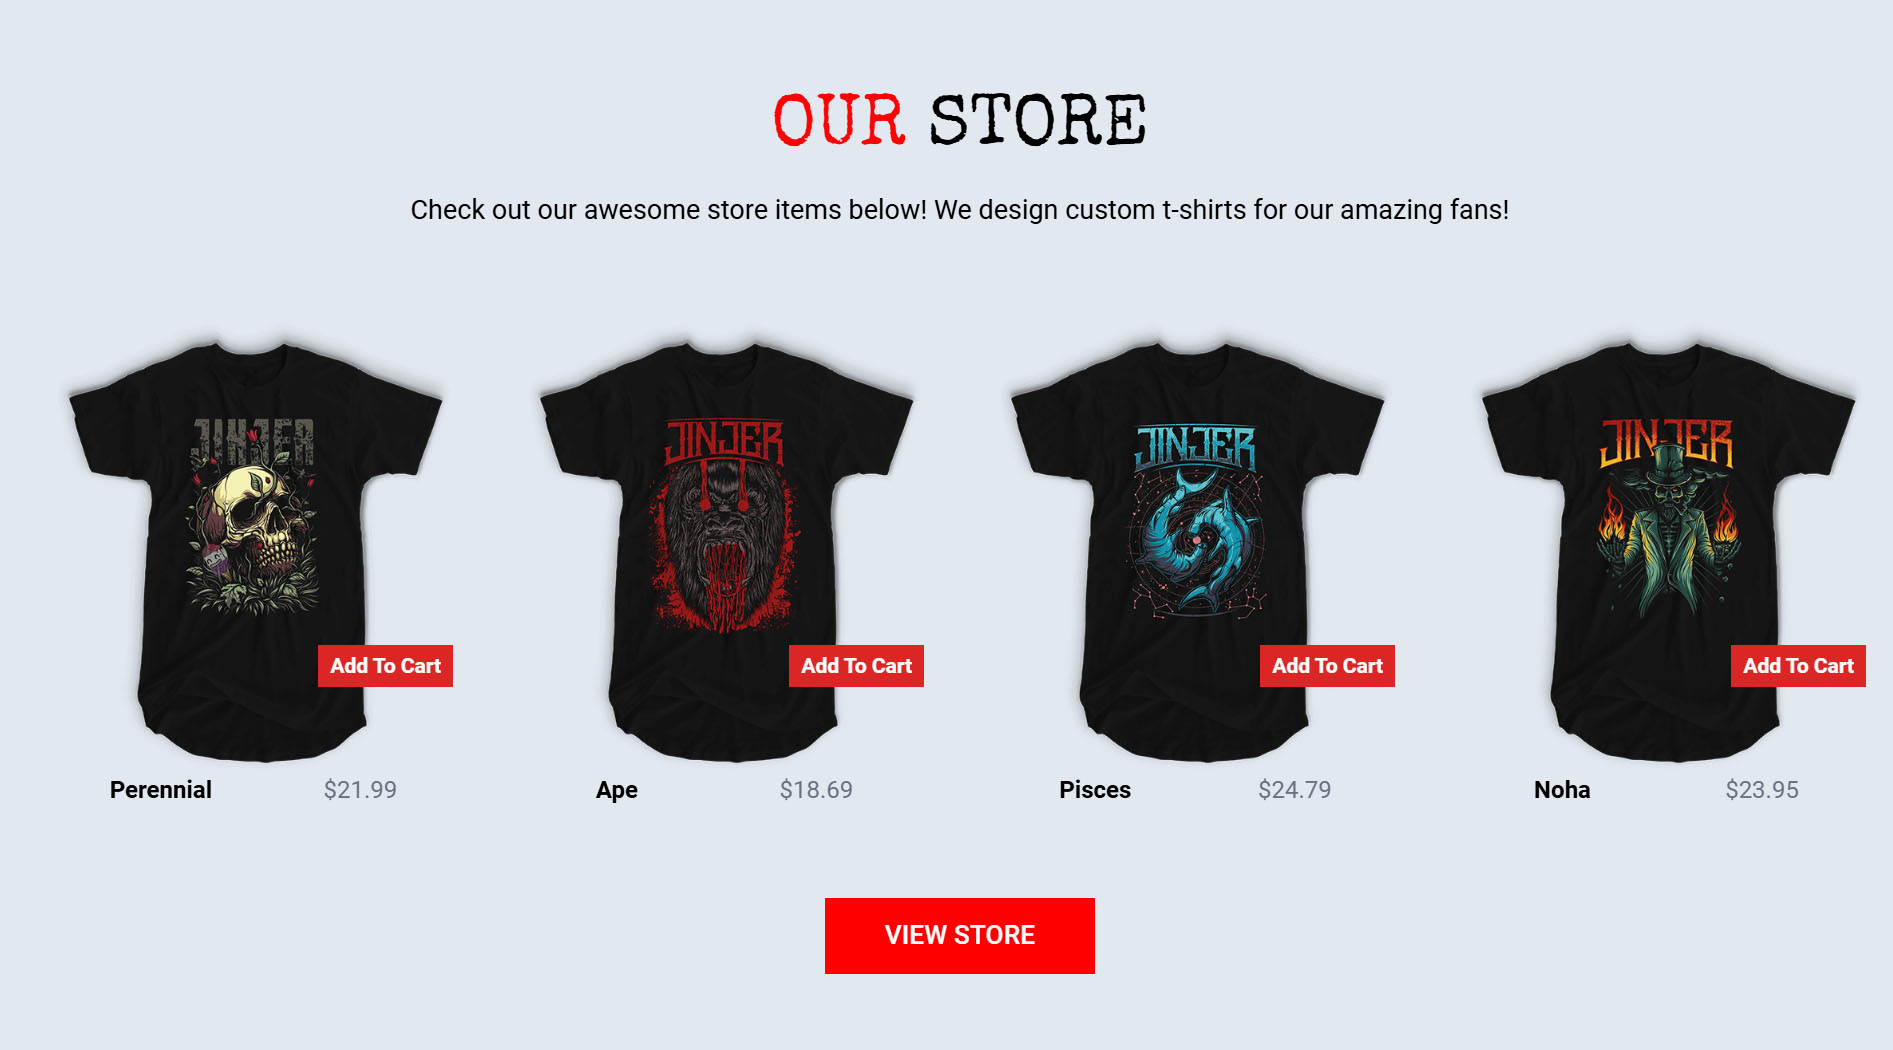 OUR STORE
Check out our awesome store items below! We design custom t-shirts for our amazing fans!
JINJER
JINJER
JINJER
JINJER
Add To Cart
Add To Cart
Add To Cart
Add To Cart
Perennial $21.99
Ape $18.69
Pisces $24.79
Noha $23.95
VIEW STORE